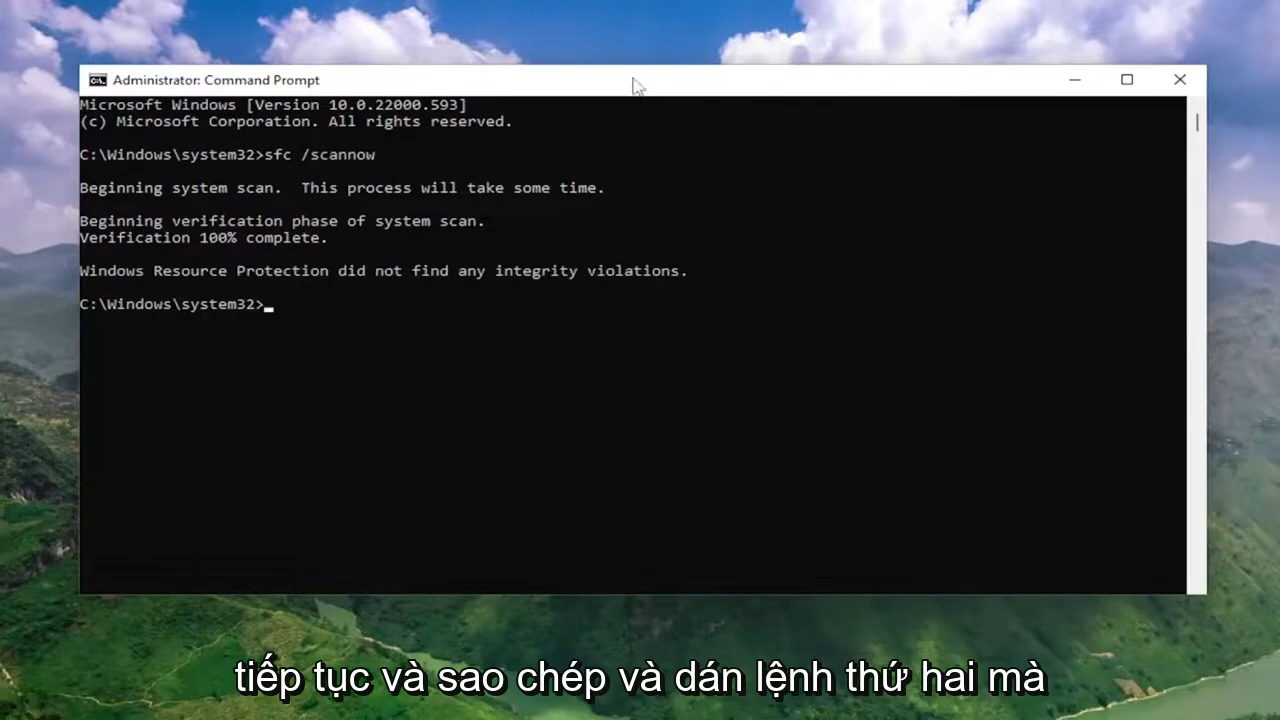 Administrator: Command Prompt
Microsoft Windows [Version 10.0.22000.593]
(c) Microsoft Corporation. All rights reserved.
C:\Windows\system32>sfc /scannow
Beginning system scan.  This process will take some time.
Beginning verification phase of system scan.
Verification 100% complete.
Windows Resource Protection did not find any integrity violations.
C:\Windows\system32>
tiếp tục và sao chép và dán lệnh thứ hai mà